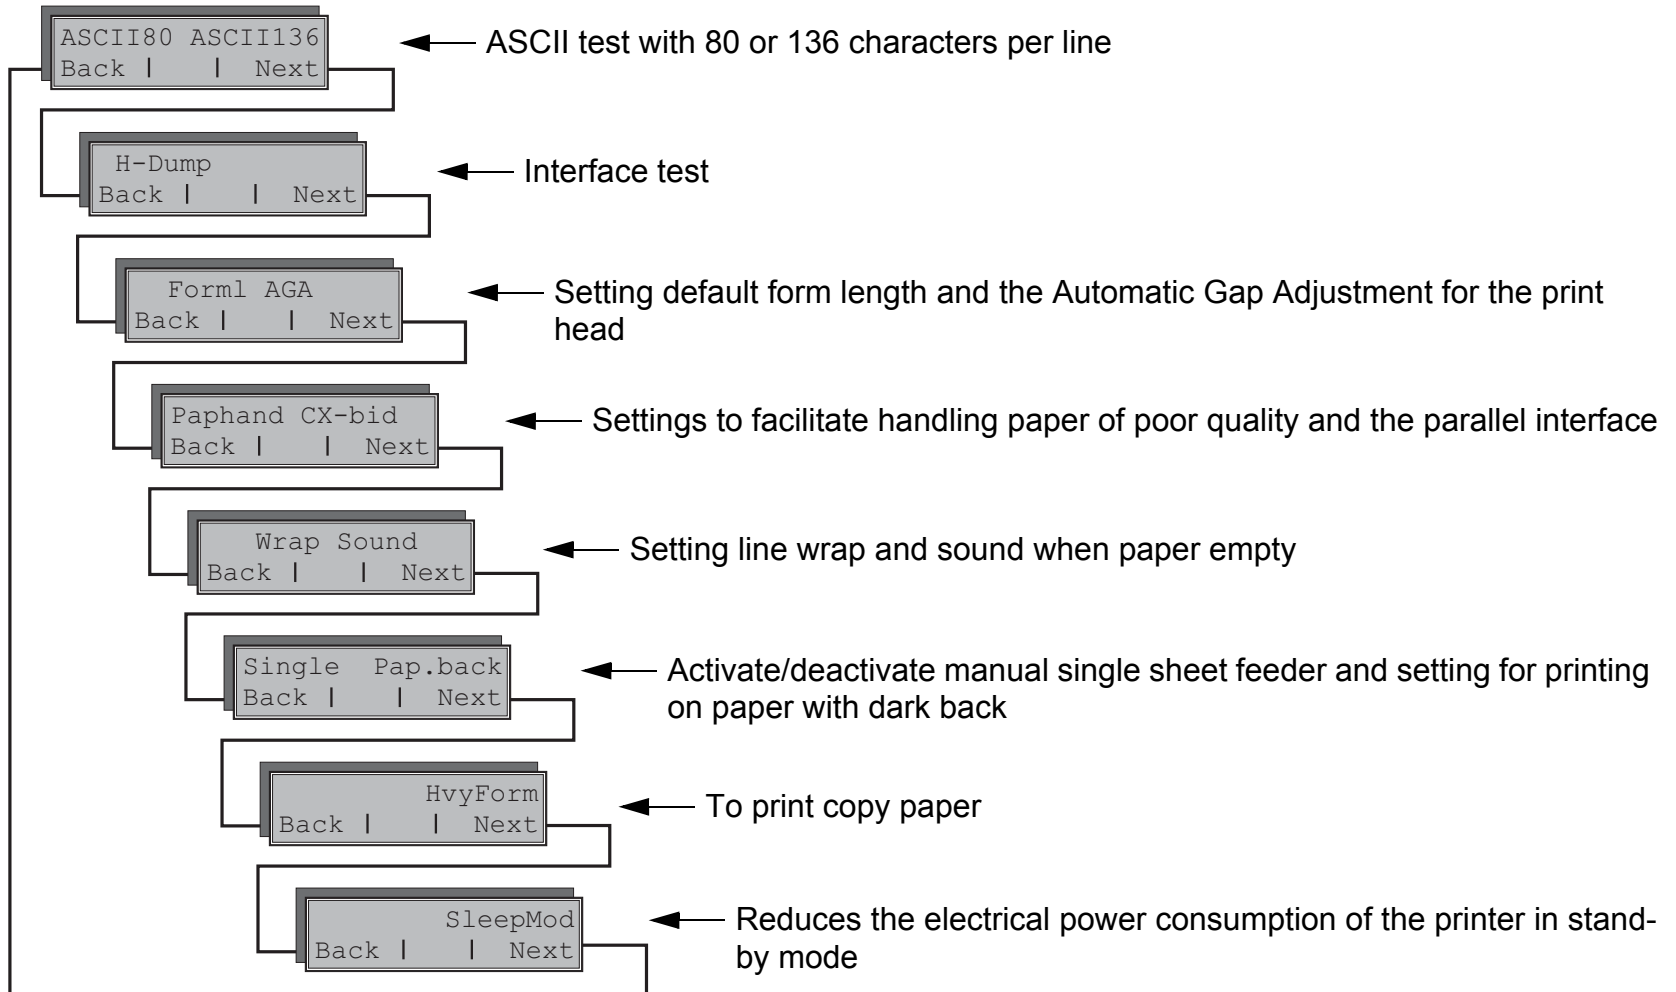 ASCII80 ASCII136
Back | | Next
ASCII test with 80 or 136 characters per line
H-Dump
Back | | Next
Interface test
Forml AGA
Back | | Next
Setting default form length and the Automatic Gap Adjustment for the print
head
Paphand CX-bid
Back | | Next
Settings to facilitate handling paper of poor quality and the parallel interface
Wrap Sound
Back | | Next
Setting line wrap and sound when paper empty
Single Pap.back
Back | | Next
Activate/deactivate manual single sheet feeder and setting for printing
on paper with dark back
HvyForm
Back | | Next
To print copy paper
SleepMod
Back | | Next
Reduces the electrical power consumption of the printer in stand-
by mode